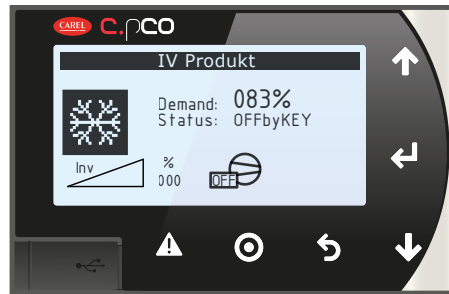 CAREL c.pCO
IV Produkt
Demand: 083%
Status: OFFbyKEY
Inv
%
000
OFF